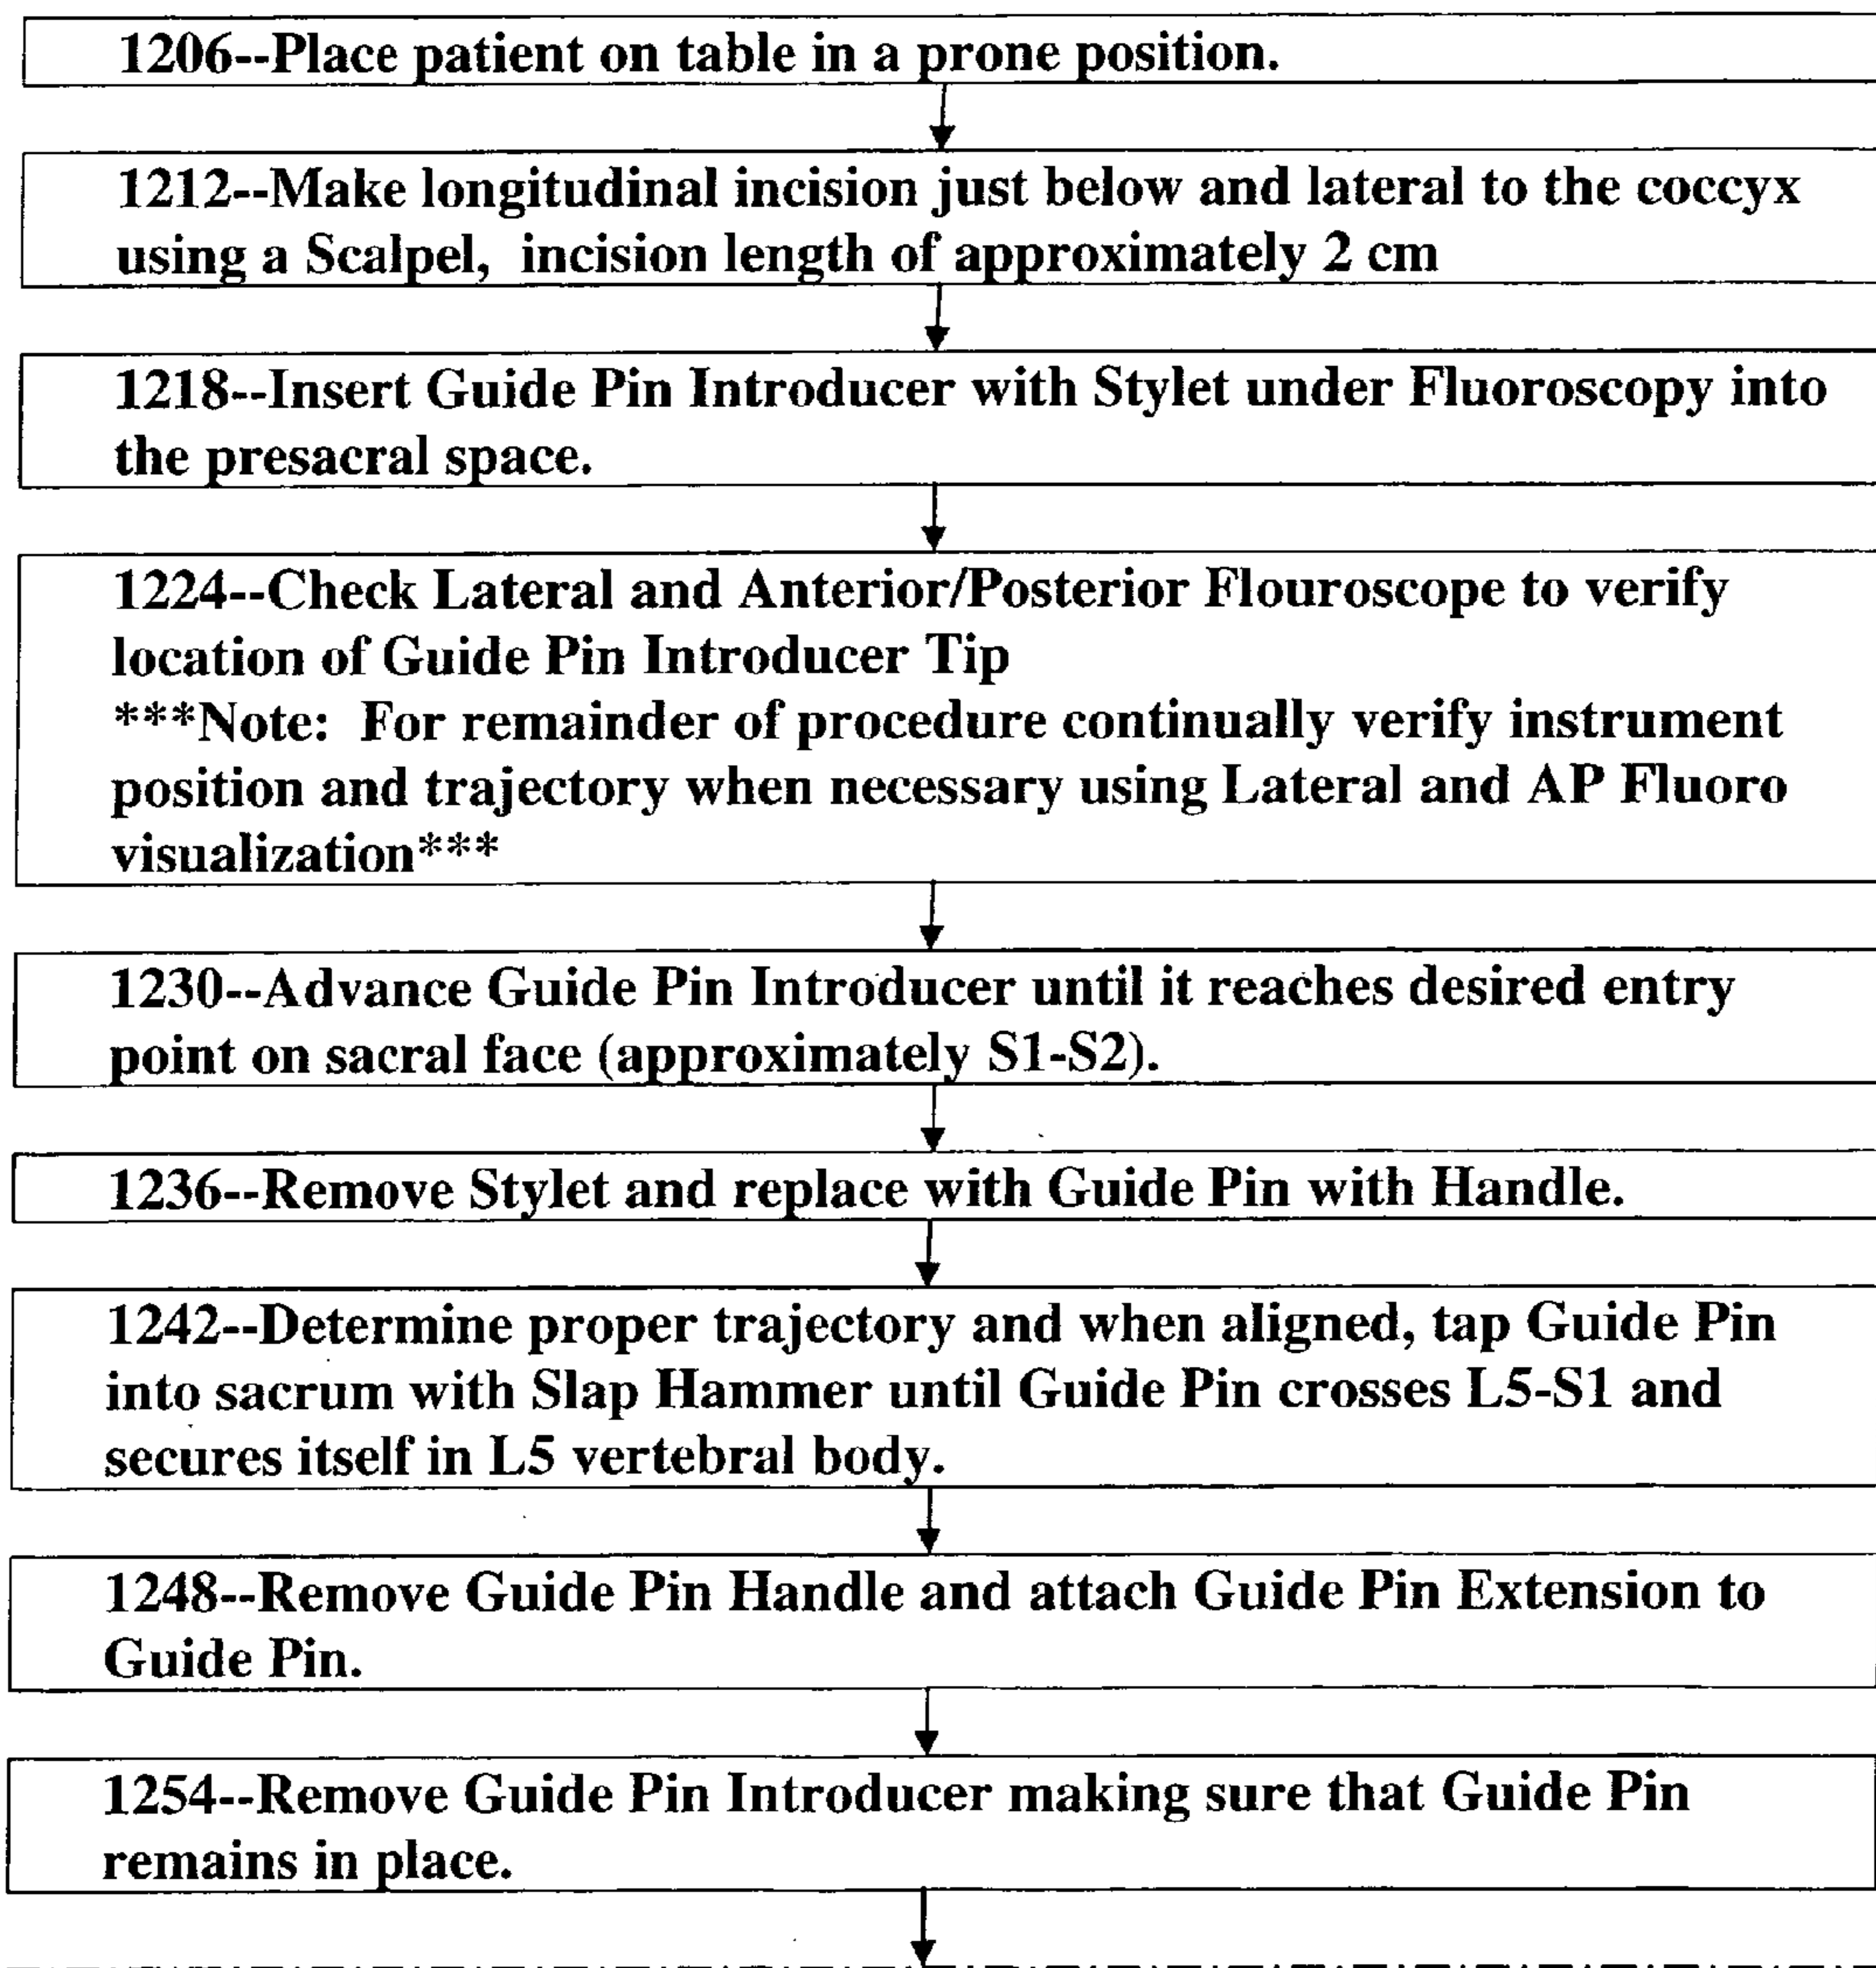 1206--Place patient on table in a prone position.
1212--Make longitudinal incision just below and lateral to the coccyx
using a Scalpel,  incision length of approximately 2 cm
1218--Insert Guide Pin Introducer with Stylet under Fluoroscopy into
the presacral space.
1224--Check Lateral and Anterior/Posterior Flouroscope to verify
location of Guide Pin Introducer Tip
***Note:  For remainder of procedure continually verify instrument
position and trajectory when necessary using Lateral and AP Fluoro
visualization***
1230--Advance Guide Pin Introducer until it reaches desired entry
point on sacral face (approximately S1-S2).
1236--Remove Stylet and replace with Guide Pin with Handle.
1242--Determine proper trajectory and when aligned, tap Guide Pin
into sacrum with Slap Hammer until Guide Pin crosses L5-S1 and
secures itself in L5 vertebral body.
1248--Remove Guide Pin Handle and attach Guide Pin Extension to
Guide Pin.
1254--Remove Guide Pin Introducer making sure that Guide Pin
remains in place.